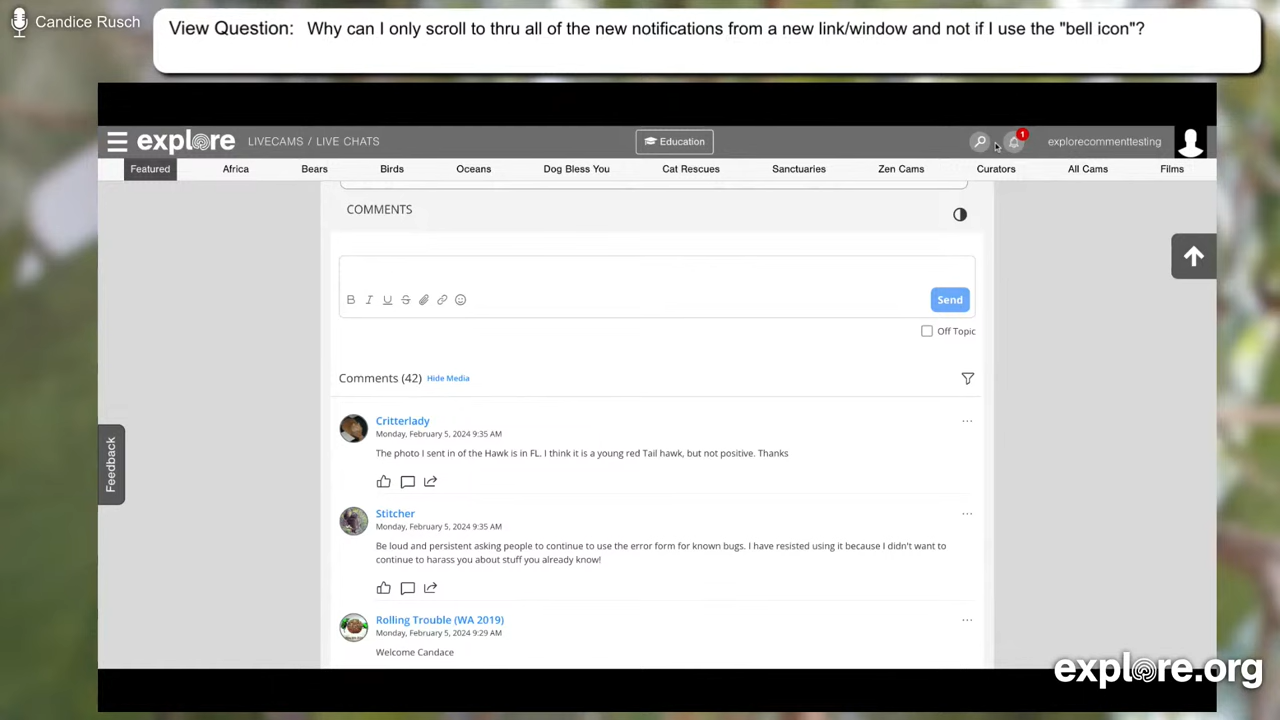 Candice Rusch
View Question: Why can I only scroll to thru all of the new notifications from a new link/window and not if I use the "bell icon"?
explore LIVECAMS / LIVE CHATS Education 1 explorecommenttesting
Featured Africa Bears Birds Oceans Dog Bless You Cat Rescues Sanctuaries Zen Cams Curators All Cams Films
COMMENTS
B I U S Send
Off Topic
Comments (42) Hide Media
Critterlady
Monday, February 5, 2024 9:35 AM
The photo I sent in of the Hawk is in FL. I think it is a young red Tail hawk, but not positive. Thanks
Stitcher
Monday, February 5, 2024 9:35 AM
Be loud and persistent asking people to continue to use the error form for known bugs. I have resisted using it because I didn't want to
continue to harass you about stuff you already know!
Rolling Trouble (WA 2019)
Monday, February 5, 2024 9:29 AM
Welcome Candace
Feedback
explore.org